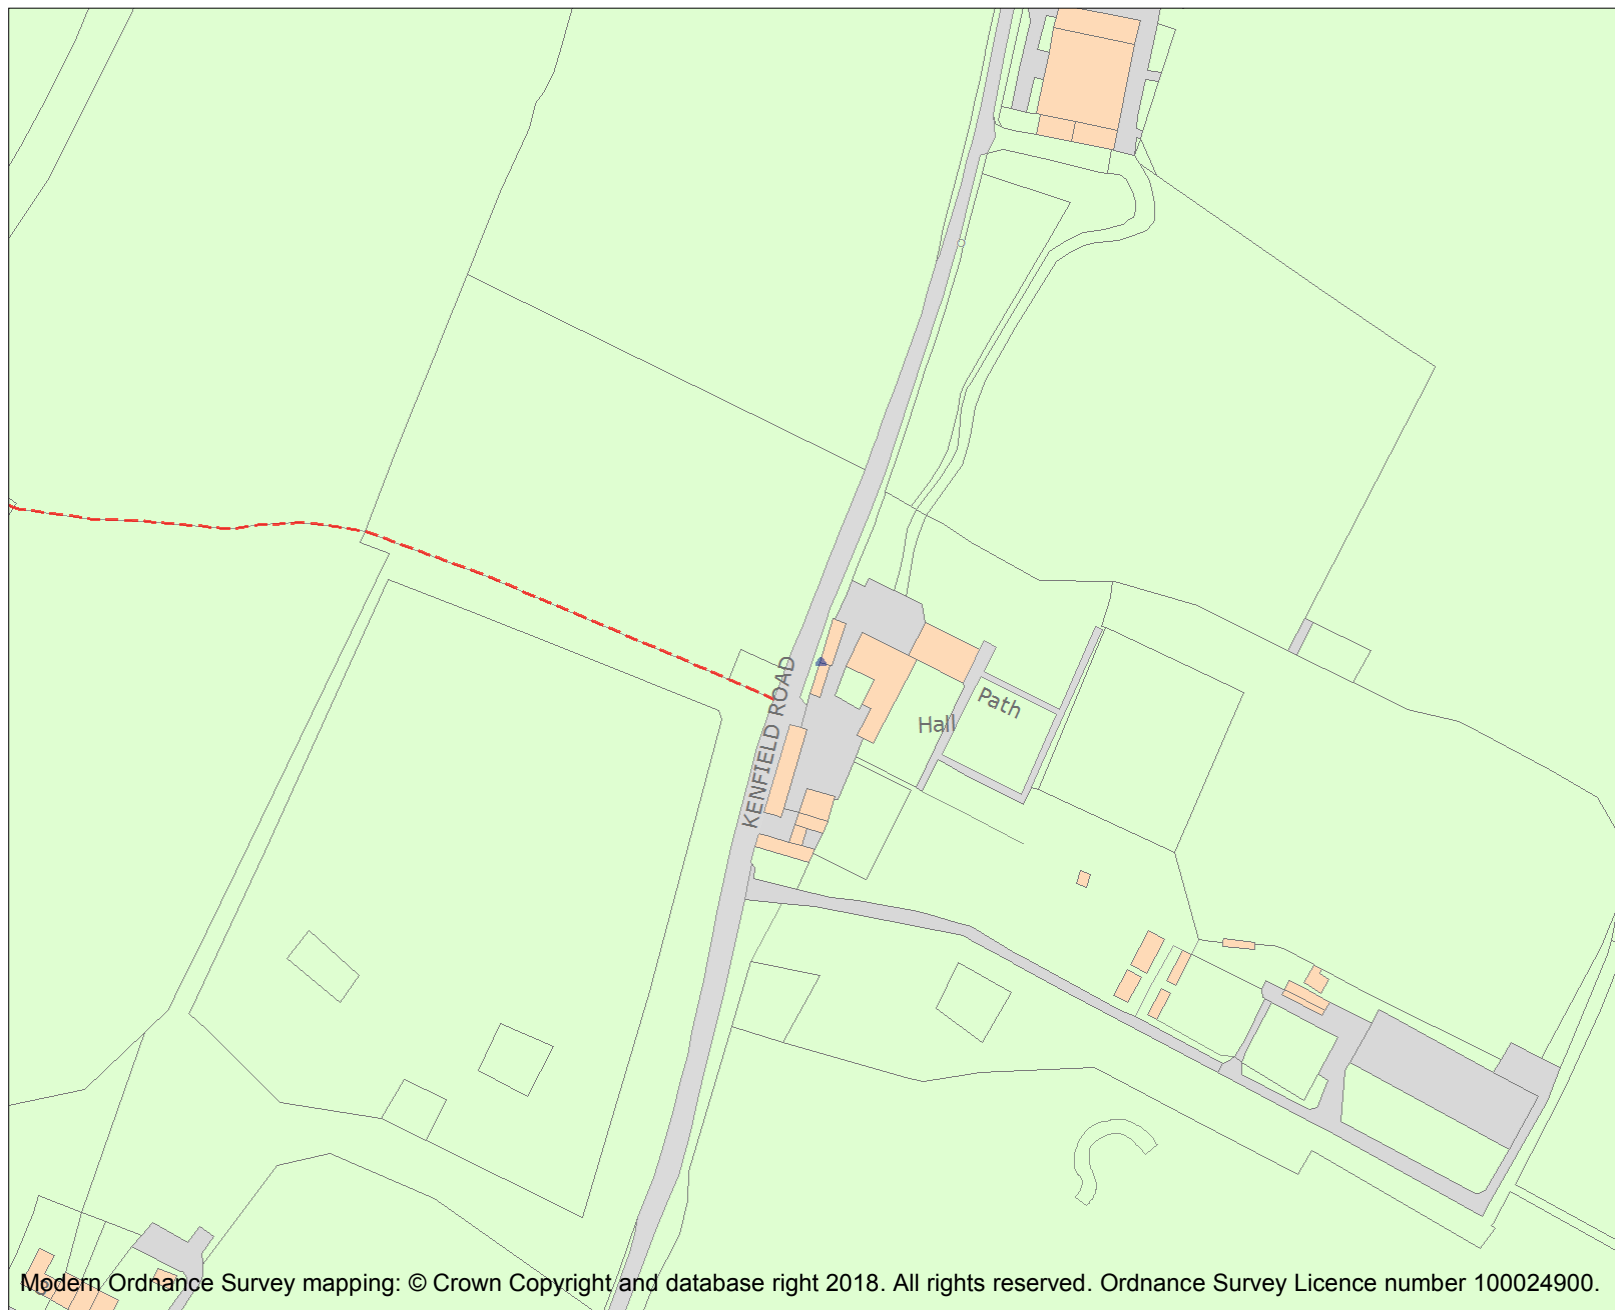 KENFIELD ROAD
Path
Hall
Modern Ordnance Survey mapping: © Crown Copyright and database right 2018. All rights reserved. Ordnance Survey Licence number 100024900.